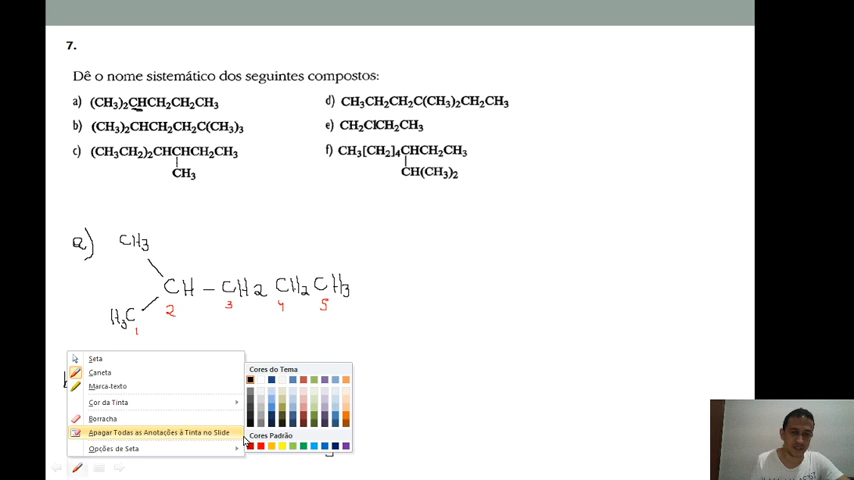 7.
Dê o nome sistemático dos seguintes compostos:
a) (CH3)2CHCH2CH2CH3
b) (CH3)2CHCH2CH2C(CH3)3
c) (CH3CH2)2CHCHCH2CH3
CH3
d) CH3CH2CH2C(CH3)2CH2CH3
e) CH2ClCH2CH3
f) CH3[CH2]4CHCH2CH3
CH(CH3)2
a) CH3
CH - CH2 CH2 CH3
H3C
1 2 3 4 5
Seta
Caneta
Marca-texto
Cor da Tinta
Borracha
Apagar Todas as Anotações à Tinta no Slide
Opções de Seta
Cores do Tema
Cores Padrão